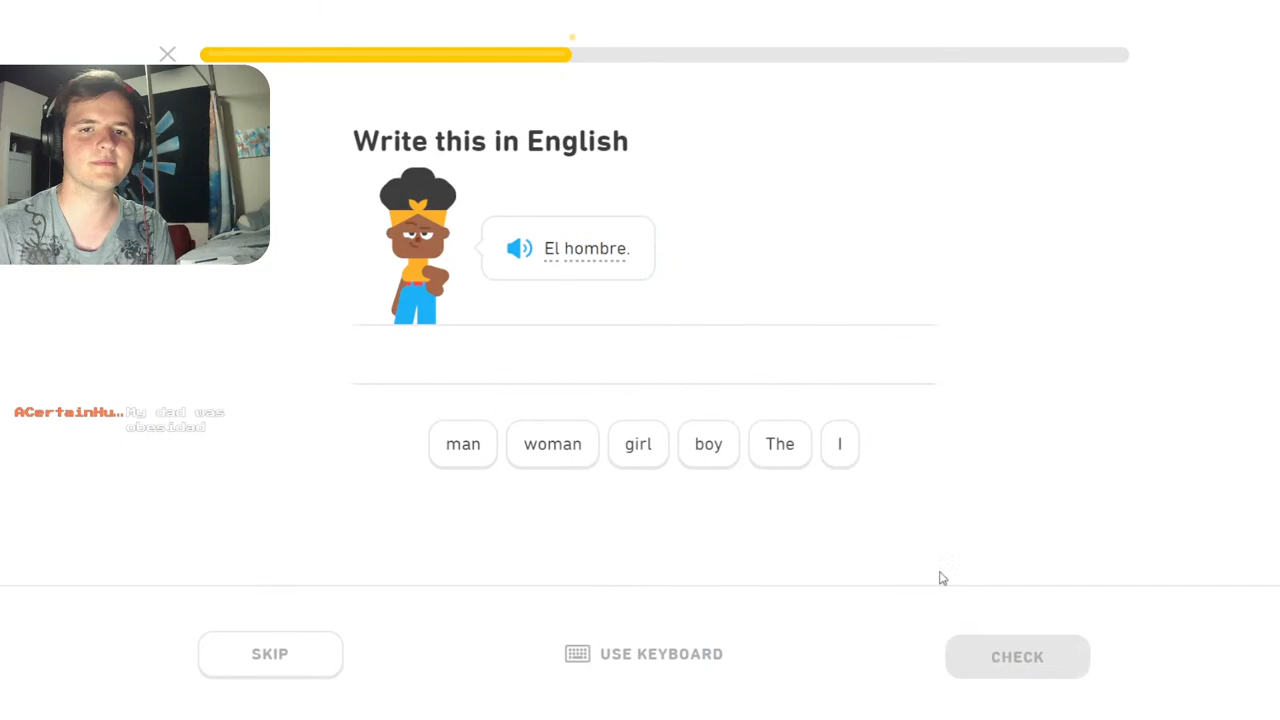 Write this in English
El hombre.
ACertainHu… My dad was
obesidad
man woman girl boy The I
SKIP USE KEYBOARD CHECK